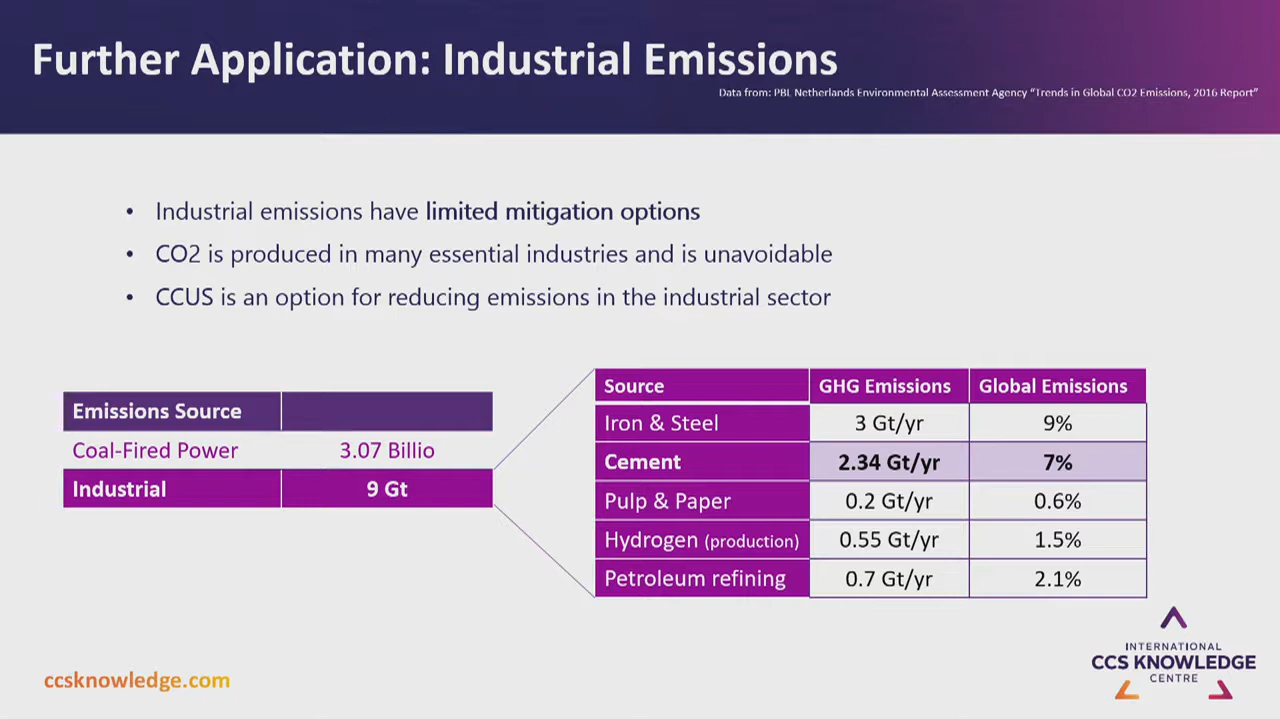 Further Application: Industrial Emissions
Data from: PBL Netherlands Environmental Assessment Agency “Trends in Global CO2 Emissions, 2016 Report”
• Industrial emissions have limited mitigation options
• CO2 is produced in many essential industries and is unavoidable
• CCUS is an option for reducing emissions in the industrial sector
Emissions Source
Coal-Fired Power 3.07 Billio
Industrial 9 Gt
Source GHG Emissions Global Emissions
Iron & Steel 3 Gt/yr 9%
Cement 2.34 Gt/yr 7%
Pulp & Paper 0.2 Gt/yr 0.6%
Hydrogen (production) 0.55 Gt/yr 1.5%
Petroleum refining 0.7 Gt/yr 2.1%
ccsknowledge.com
INTERNATIONAL
CCS KNOWLEDGE
CENTRE